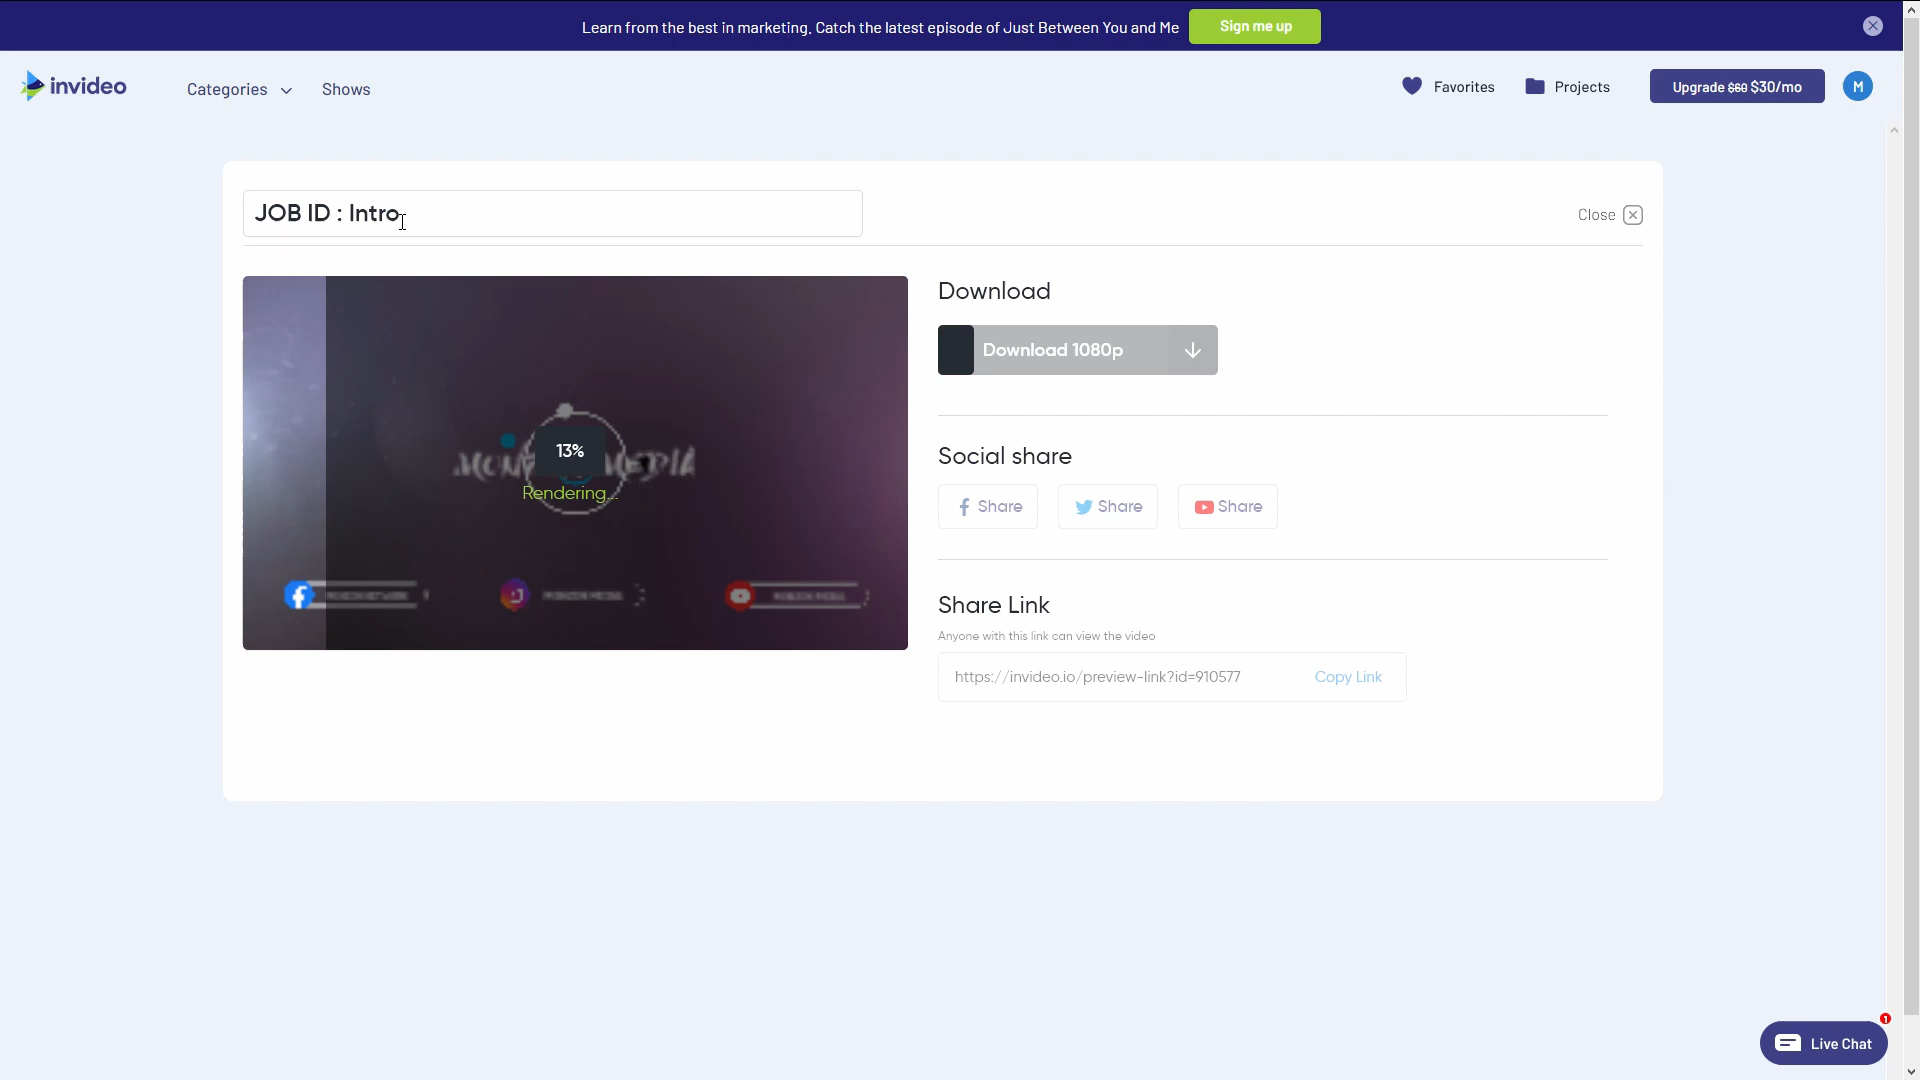 Learn from the best in marketing. Catch the latest episode of Just Between You and Me
Sign me up
invideo
Categories
Shows
Favorites
Projects
Upgrade $60 $30/mo
M
JOB ID : Intro
Close
Download
Download 1080p
13%
Rendering...
Social share
Share
Share
Share
Share Link
Anyone with this link can view the video
https://invideo.io/preview-link?id=910577
Copy Link
1
Live Chat